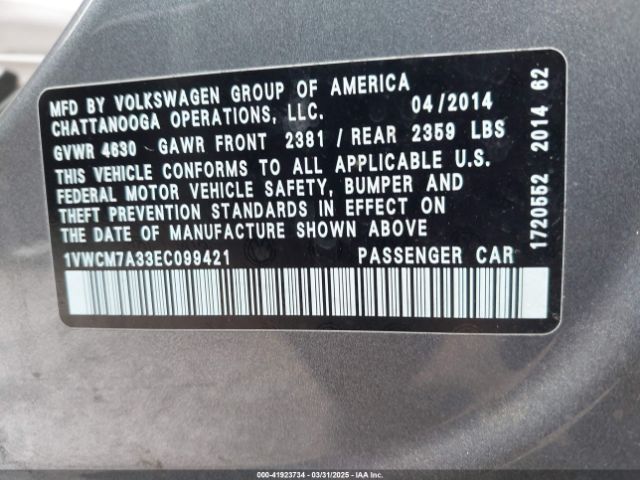 MFD BY VOLKSWAGEN GROUP OF AMERICA
CHATTANOOGA OPERATIONS, LLC. 04/2014
GVWR 4630 GAWR FRONT 2381 / REAR 2359 LBS
THIS VEHICLE CONFORMS TO ALL APPLICABLE U.S.
FEDERAL MOTOR VEHICLE SAFETY, BUMPER AND
THEFT PREVENTION STANDARDS IN EFFECT ON
THE DATE OF MANUFACTURE SHOWN ABOVE
1VWCM7A33EC099421 PASSENGER CAR
1720552 2014 62
000-41923734 - 03/31/2025 - IAA Inc.